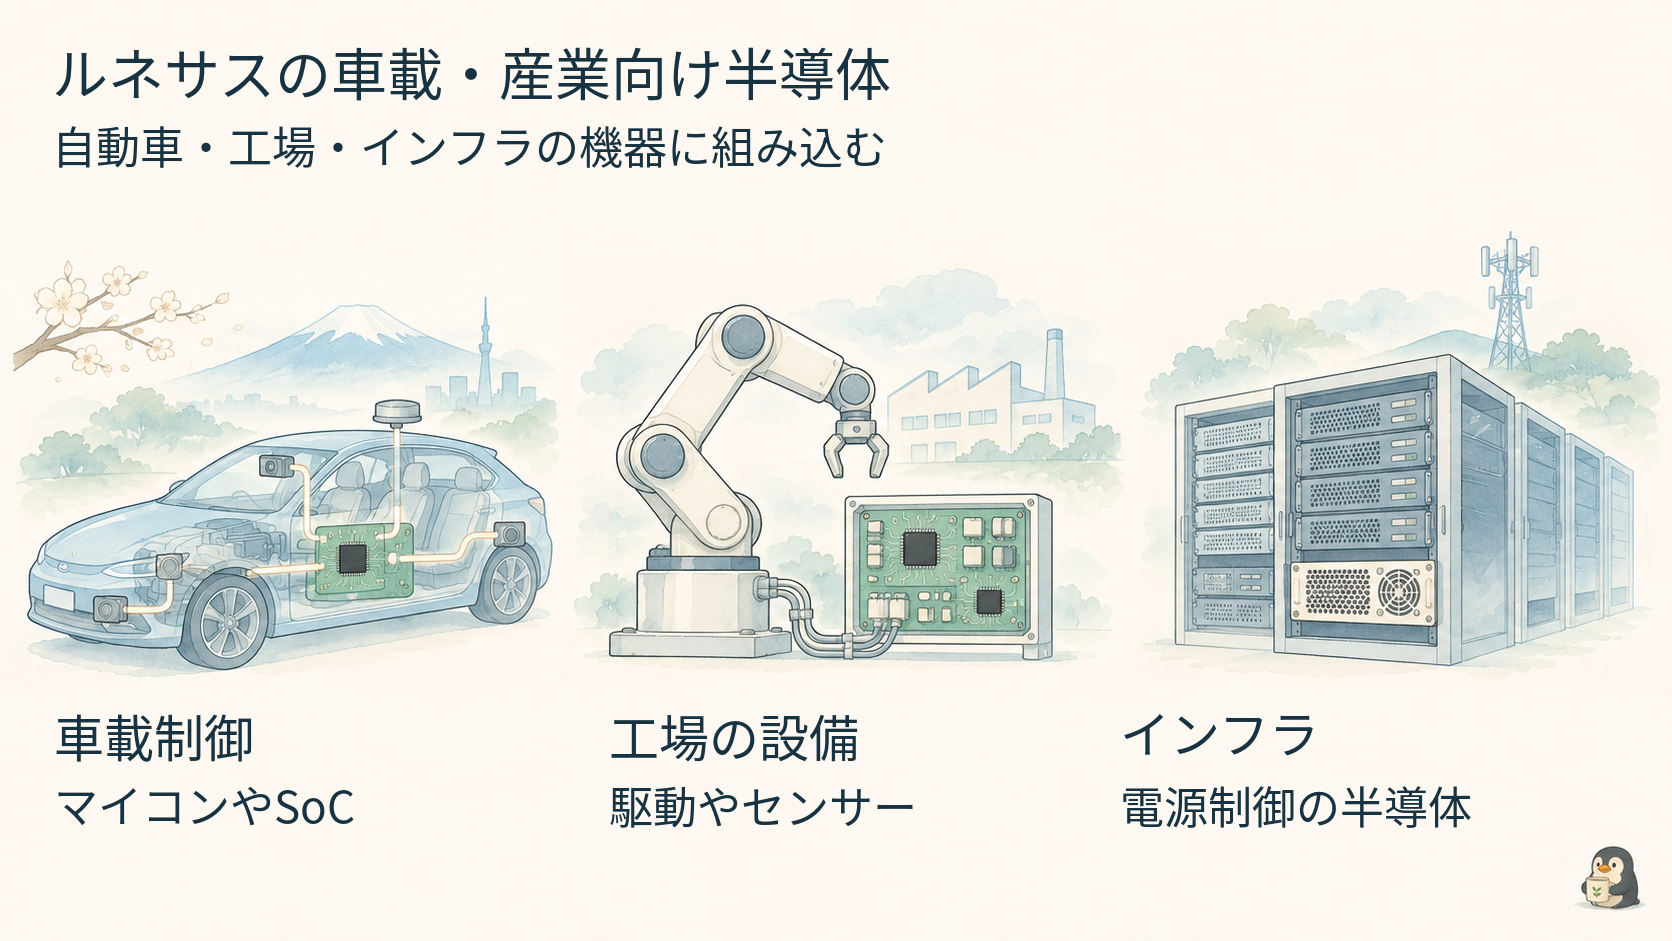 ルネサスの車載・産業向け半導体
自動車・工場・インフラの機器に組み込む
車載制御
マイコンやSoC
工場の設備
駆動やセンサー
インフラ
電源制御の半導体